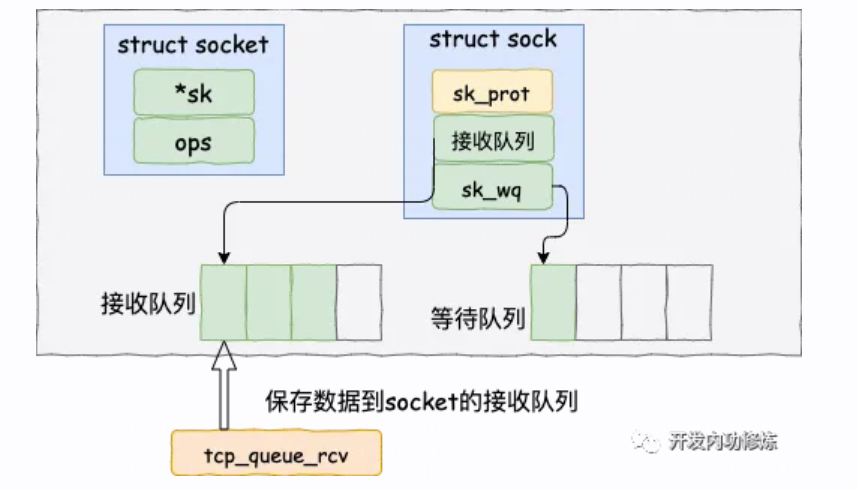 struct socket
*sk
ops
struct sock
sk_prot
接收队列
sk_wq
接收队列
等待队列
保存数据到socket的接收队列
tcp_queue_rcv
开发内功修炼